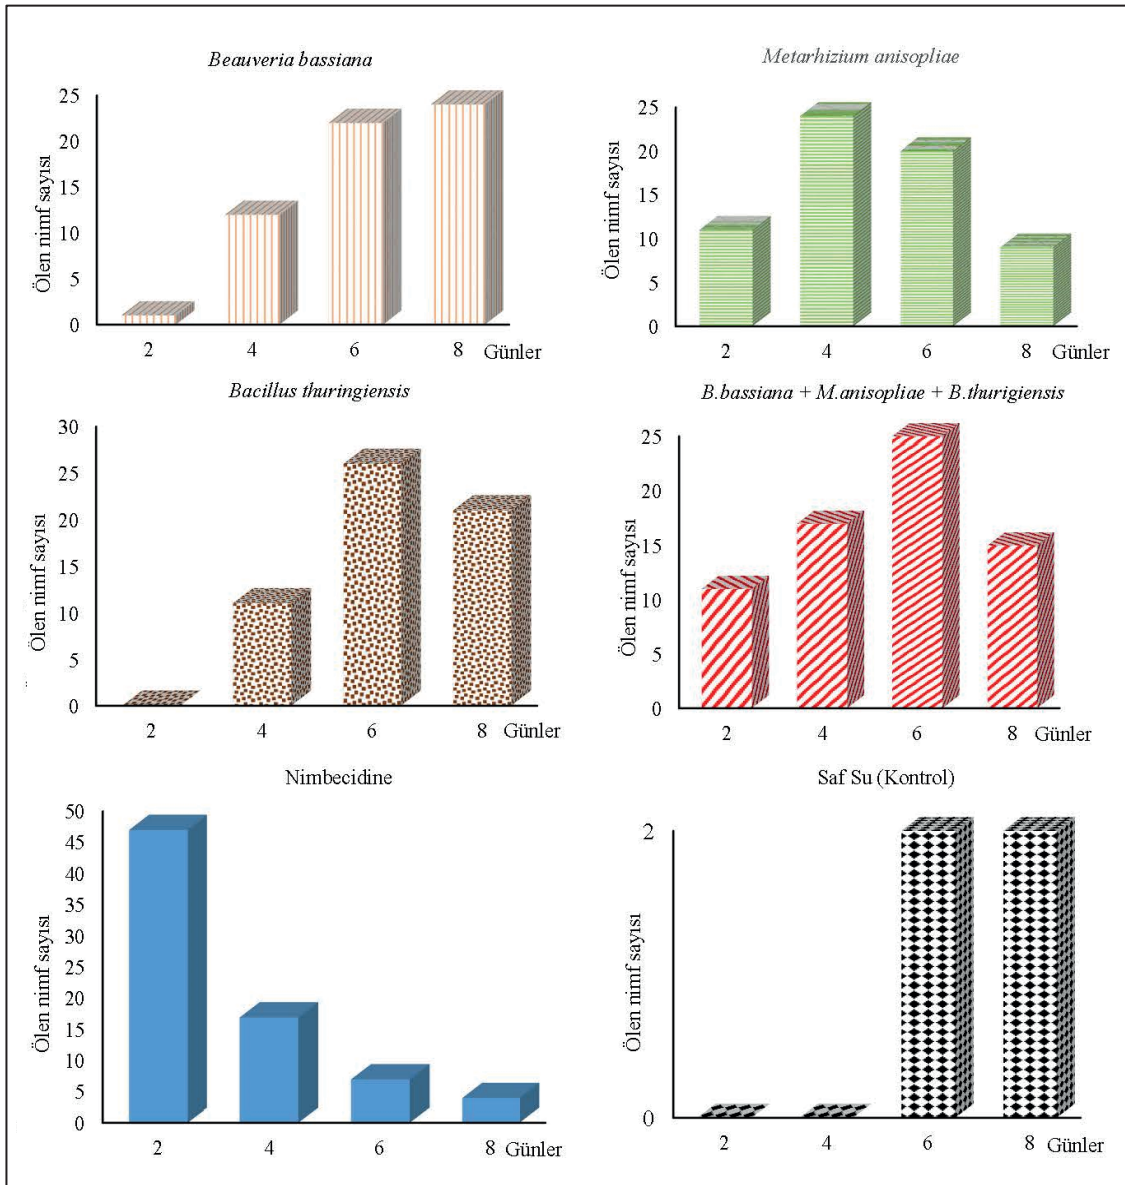 Beauveria bassiana
Ölen nimf sayısı
25
20
15
10
5
0
2 4 6 8 Günler
Metarhizium anisopliae
Ölen nimf sayısı
25
20
15
10
5
0
2 4 6 8 Günler
Bacillus thuringiensis
Ölen nimf sayısı
30
25
20
15
10
5
0
2 4 6 8 Günler
B.bassiana + M.anisopliae + B.thurigiensis
Ölen nimf sayısı
25
20
15
10
5
0
2 4 6 8 Günler
Nimbecidine
Ölen nimf sayısı
50
45
40
35
30
25
20
15
10
5
0
2 4 6 8 Günler
Saf Su (Kontrol)
Ölen nimf sayısı
2
0
2 4 6 8 Günler